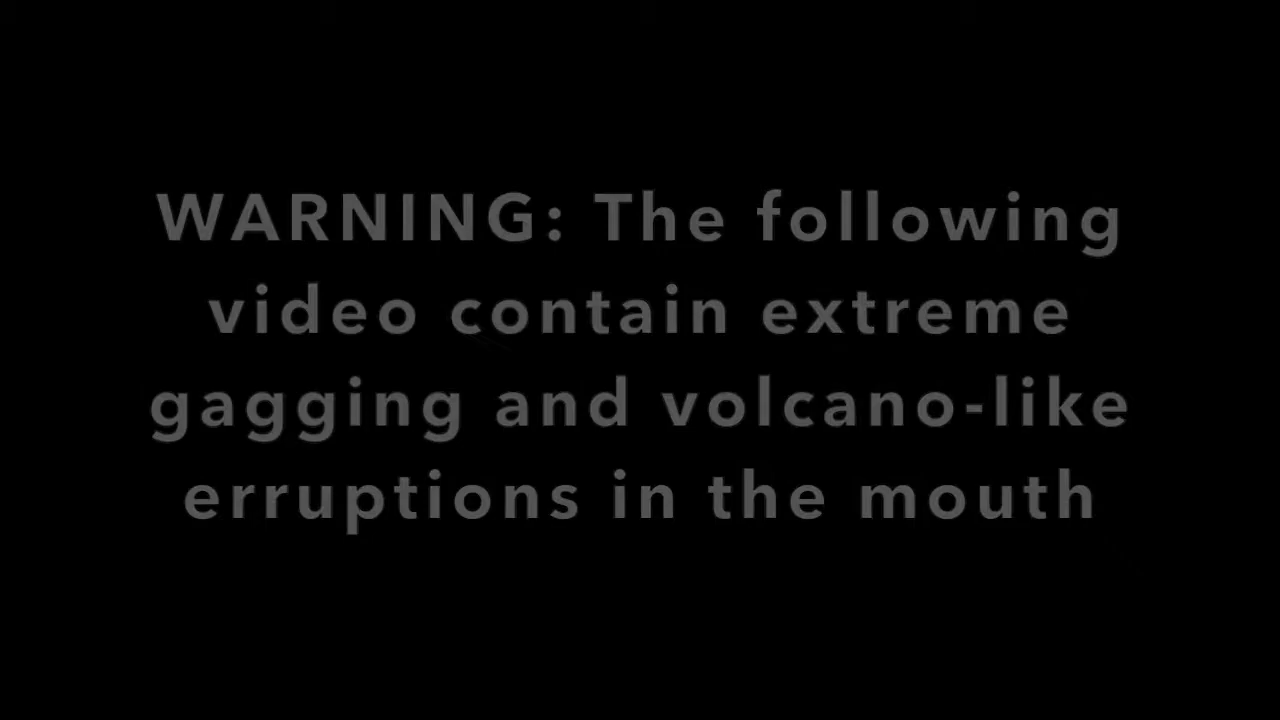 WARNING: The following
video contain extreme
gagging and volcano-like
erruptions in the mouth